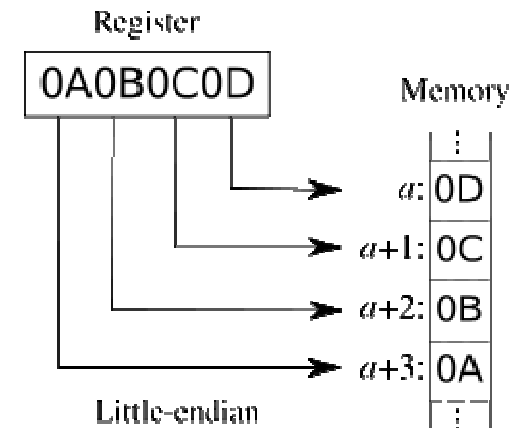 Register
0A0B0C0D
Memory
a: 0D
a+1: 0C
a+2: 0B
a+3: 0A
Little-endian